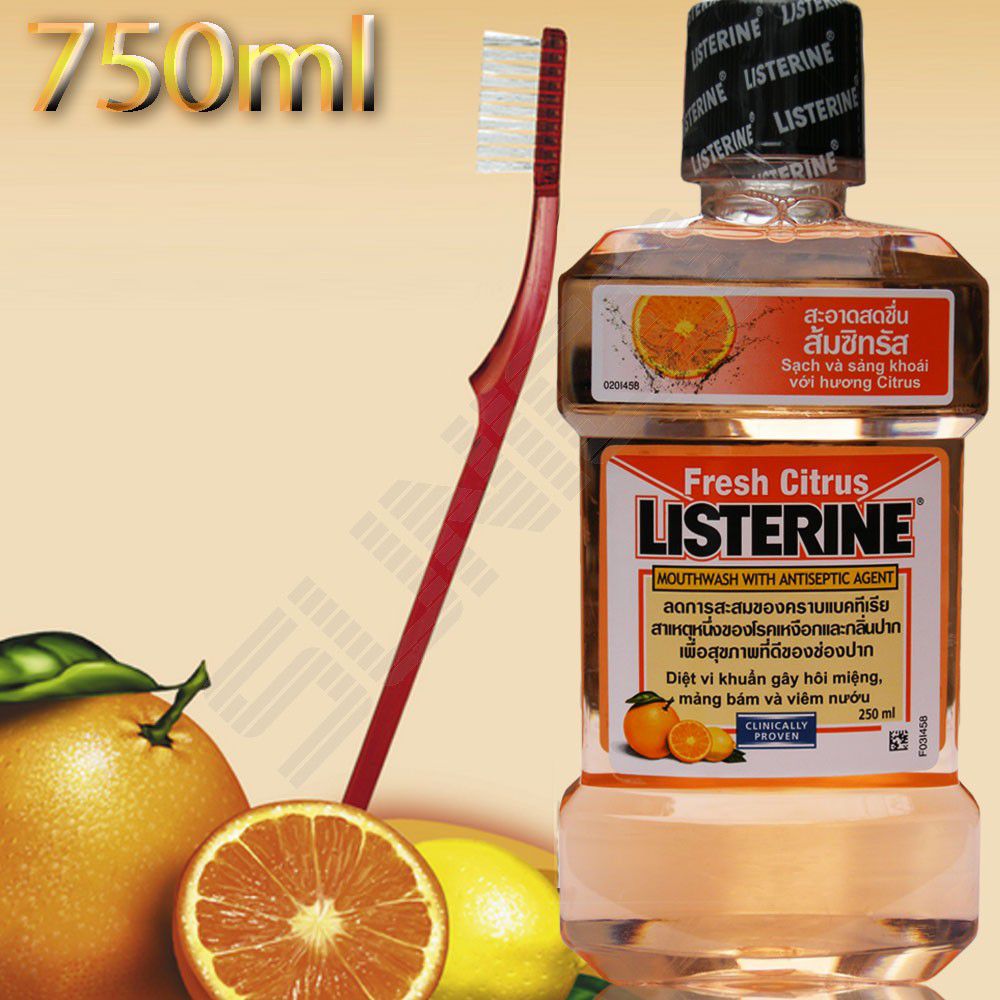 750ml
LISTERINE®
LISTERINE®
LISTERINE
LISTERINE®
สะอาดสดชื่น
ส้มซิทรัส
Sạch và sảng khoái
với hương Citrus
0201458
Fresh Citrus
LISTERINE®
MOUTHWASH WITH ANTISEPTIC AGENT
ลดการสะสมของคราบแบคทีเรีย
สาเหตุหนึ่งของโรคเหงือกและกลิ่นปาก
เพื่อสุขภาพที่ดีของช่องปาก
Diệt vi khuẩn gây hôi miệng,
mảng bám và viêm nướu
250 ml
CLINICALLY
PROVEN
F031458